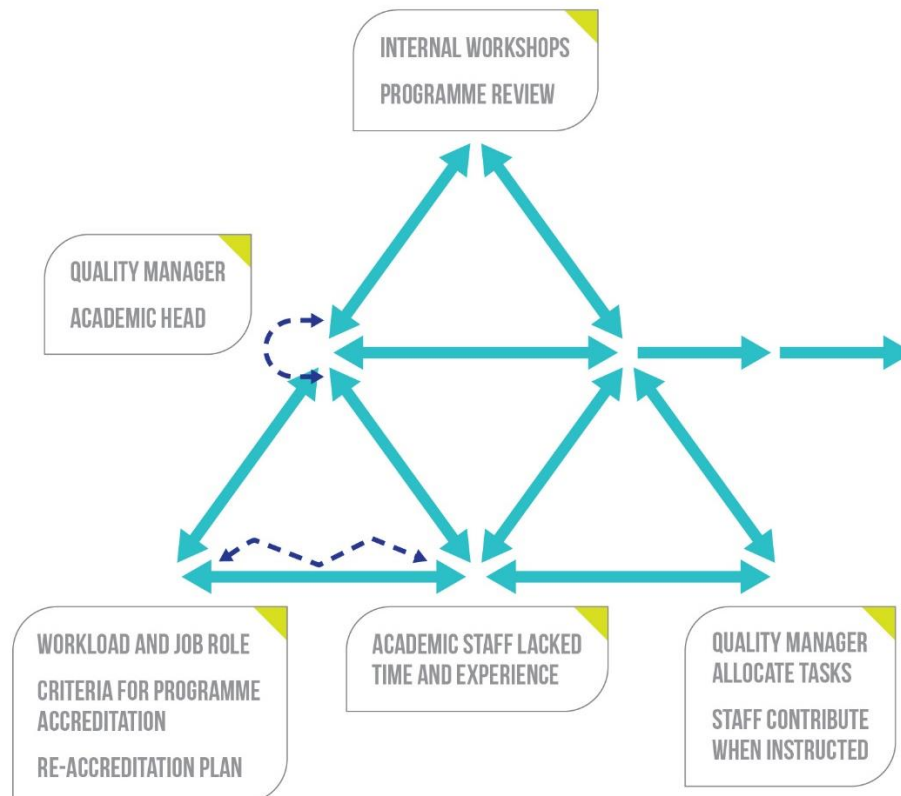 INTERNAL WORKSHOPS
PROGRAMME REVIEW
QUALITY MANAGER
ACADEMIC HEAD
WORKLOAD AND JOB ROLE
CRITERIA FOR PROGRAMME
ACCREDITATION
RE-ACCREDITATION PLAN
ACADEMIC STAFF LACKED
TIME AND EXPERIENCE
QUALITY MANAGER
ALLOCATE TASKS
STAFF CONTRIBUTE
WHEN INSTRUCTED